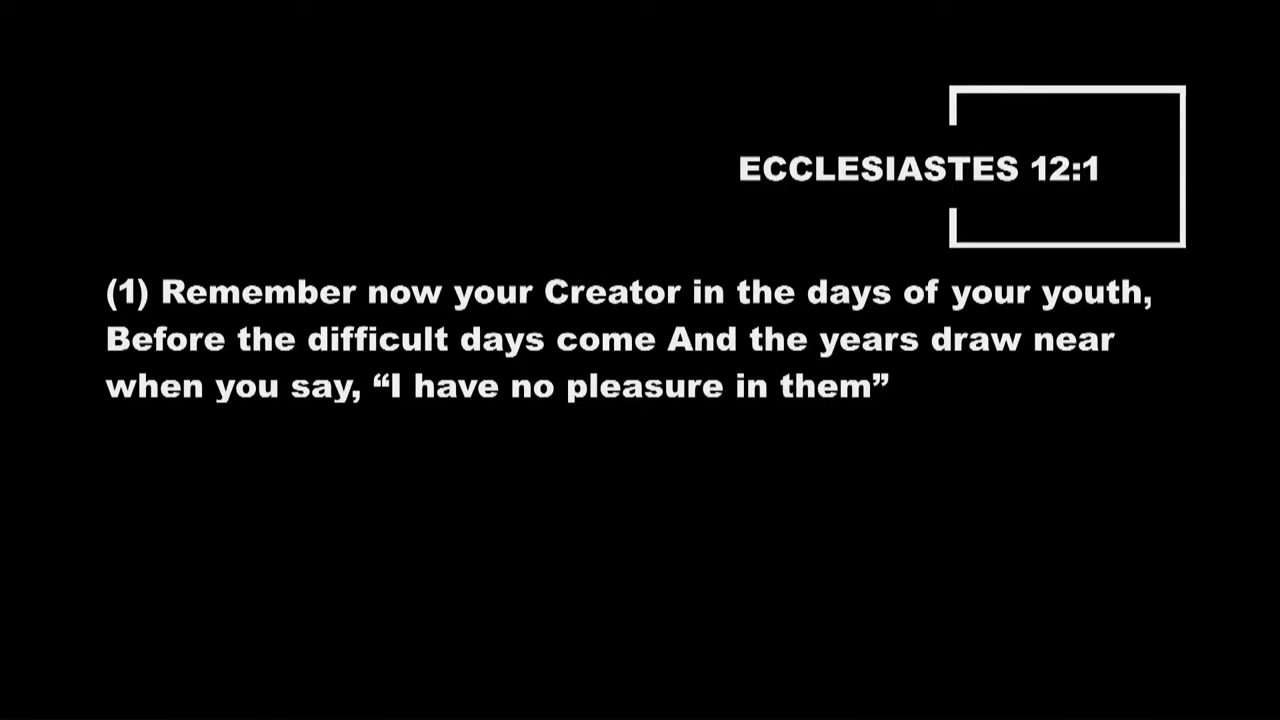 ECCLESIASTES 12:1
(1) Remember now your Creator in the days of your youth,
Before the difficult days come And the years draw near
when you say, “I have no pleasure in them”